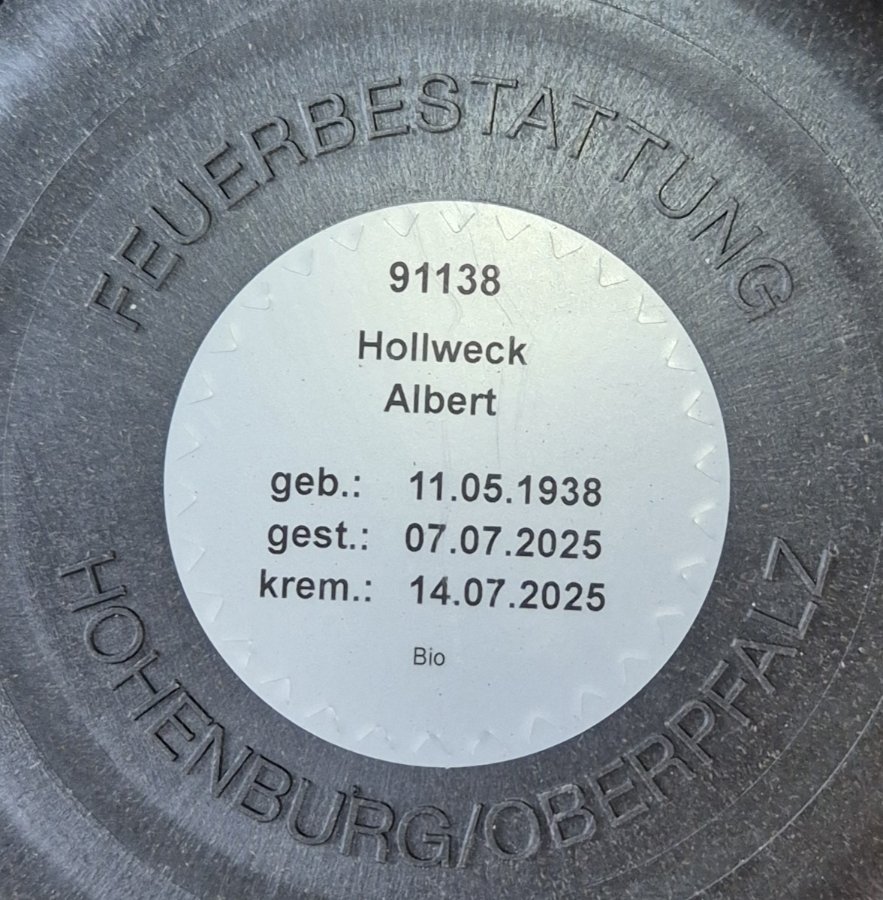 FEUERBESTATTUNG
91138
Hollweck
Albert
geb.: 11.05.1938
gest.: 07.07.2025
krem.: 14.07.2025
Bio
HOHENBURG/OBERPFALZ